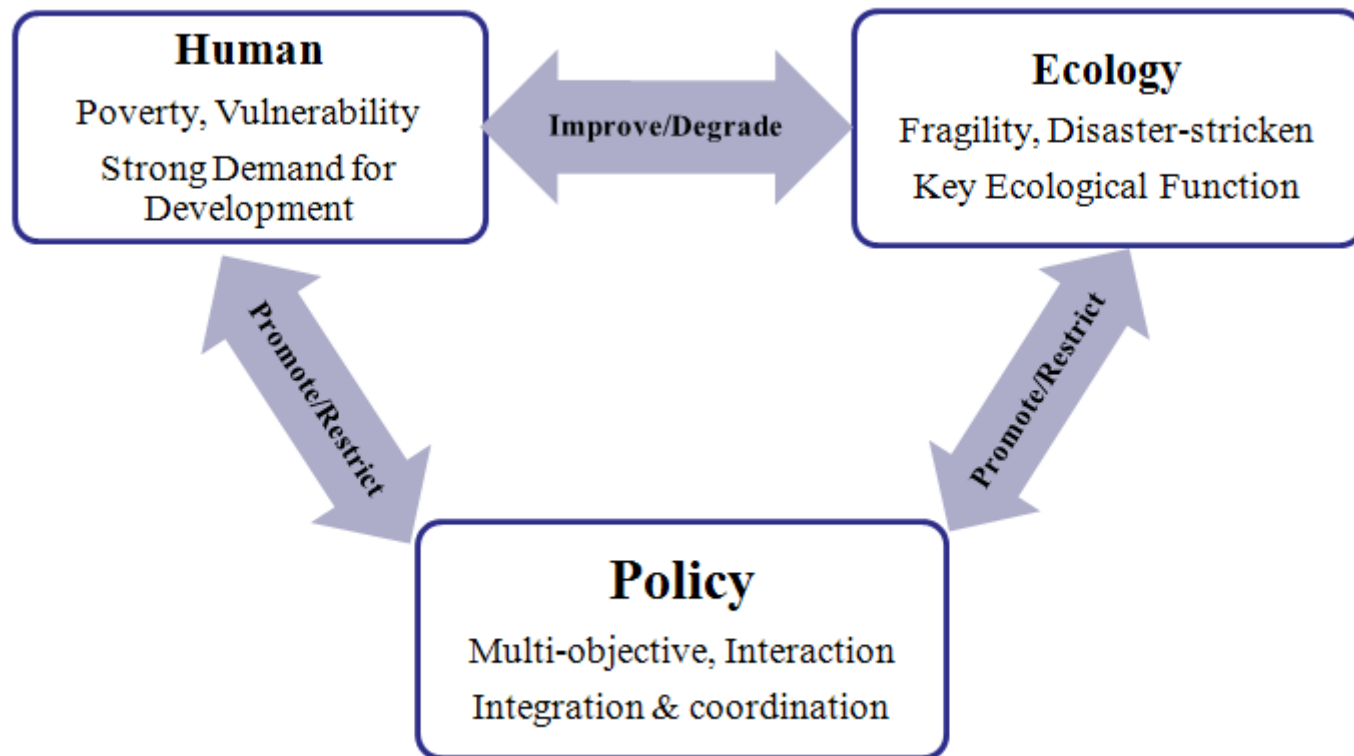 Human
Poverty, Vulnerability
Strong Demand for
Development
Improve/Degrade
Ecology
Fragility, Disaster-stricken
Key Ecological Function
Promote/Restrict
Promote/Restrict
Policy
Multi-objective, Interaction
Integration & coordination